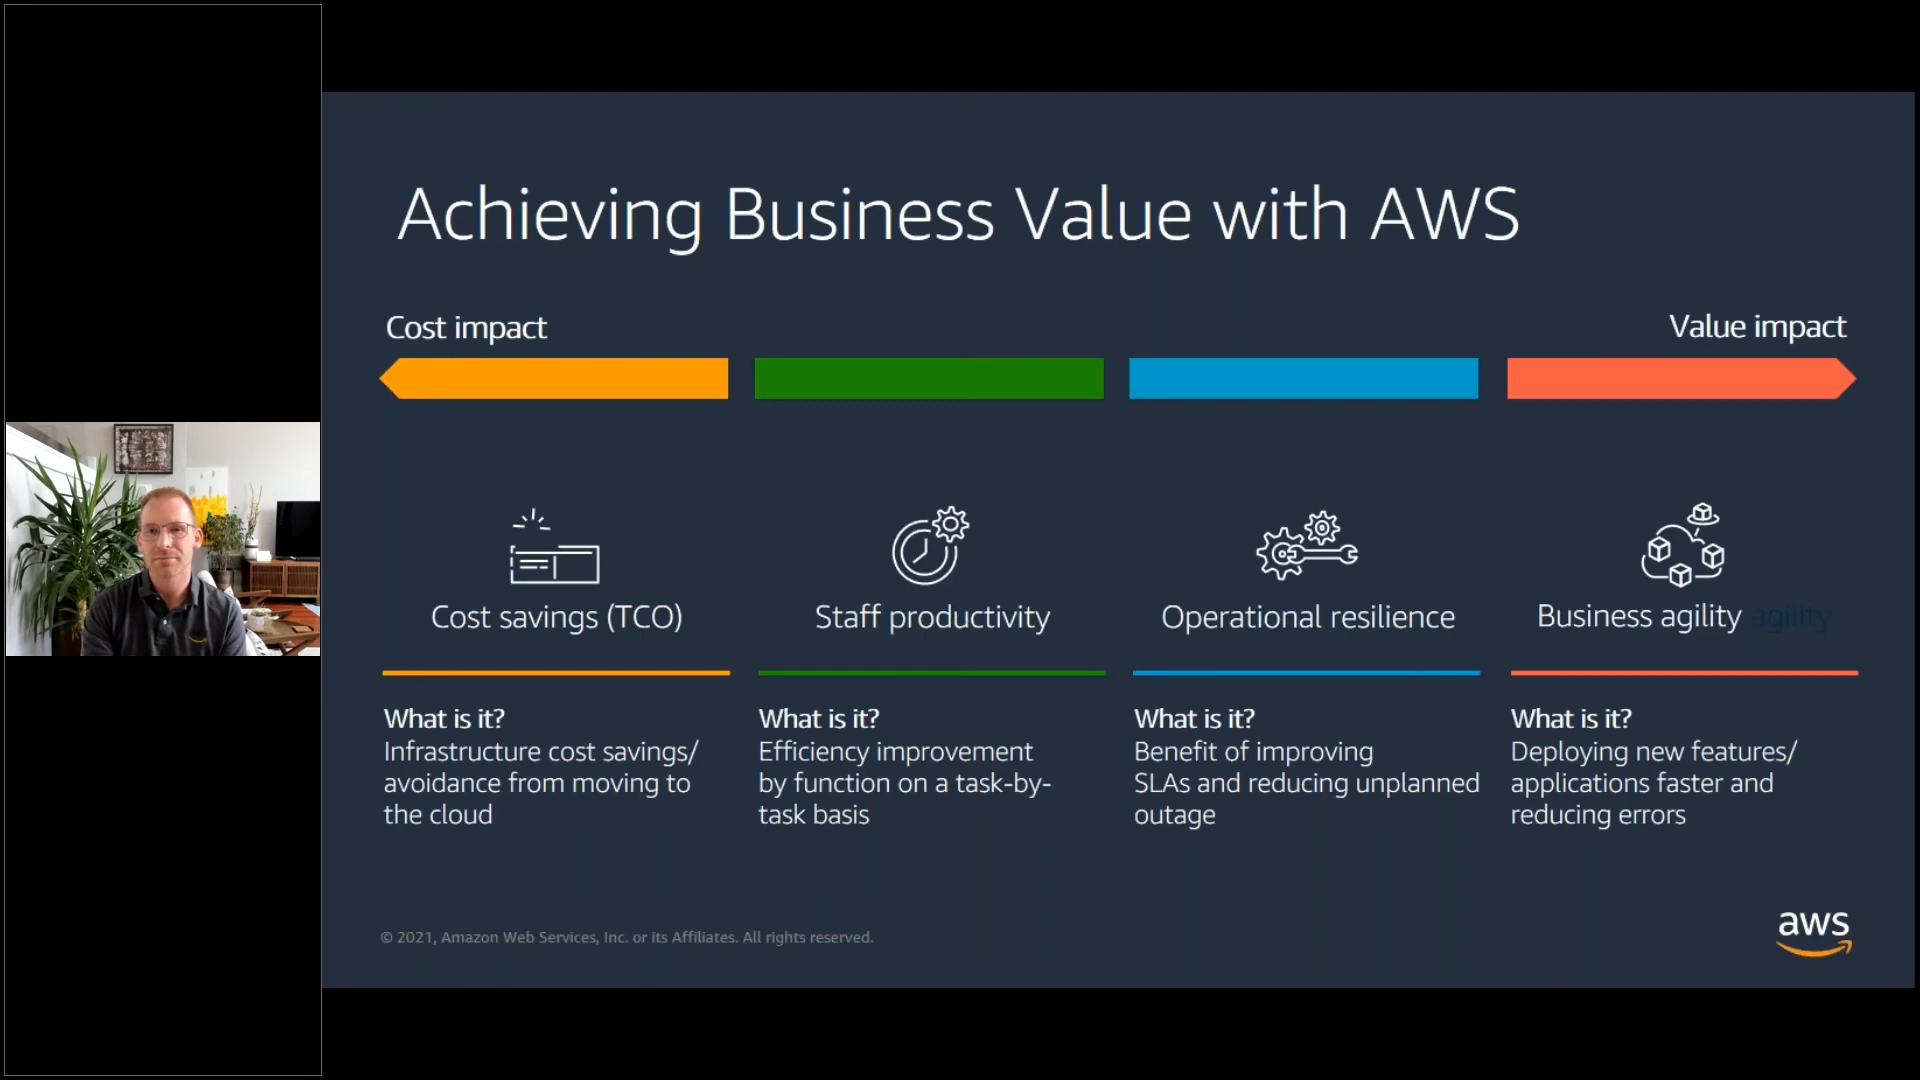 Achieving Business Value with AWS
Cost impact
Value impact
Cost savings (TCO)
What is it?
Infrastructure cost savings/
avoidance from moving to
the cloud
Staff productivity
What is it?
Efficiency improvement
by function on a task-by-
task basis
Operational resilience
What is it?
Benefit of improving
SLAs and reducing unplanned
outage
Business agility agility
What is it?
Deploying new features/
applications faster and
reducing errors
© 2021, Amazon Web Services, Inc. or its Affiliates. All rights reserved.
aws